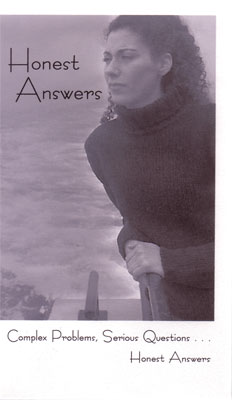 Honest
Answers
Complex Problems, Serious Questions . . .
Honest Answers